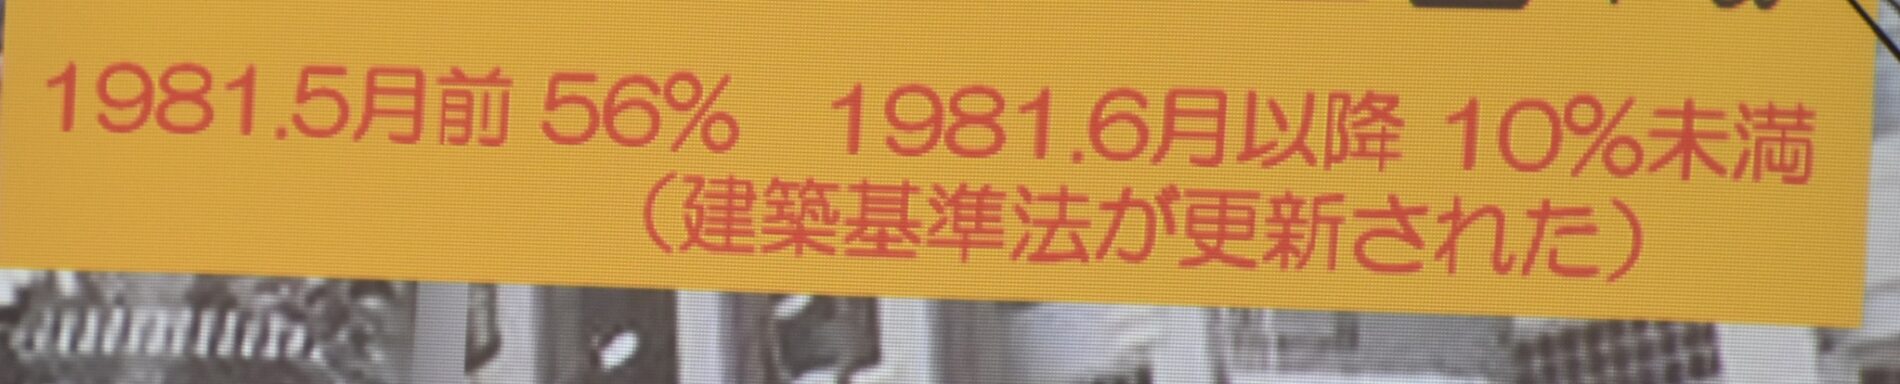 1981.5月前 56% 1981.6月以降 10%未満
（建築基準法が更新された）